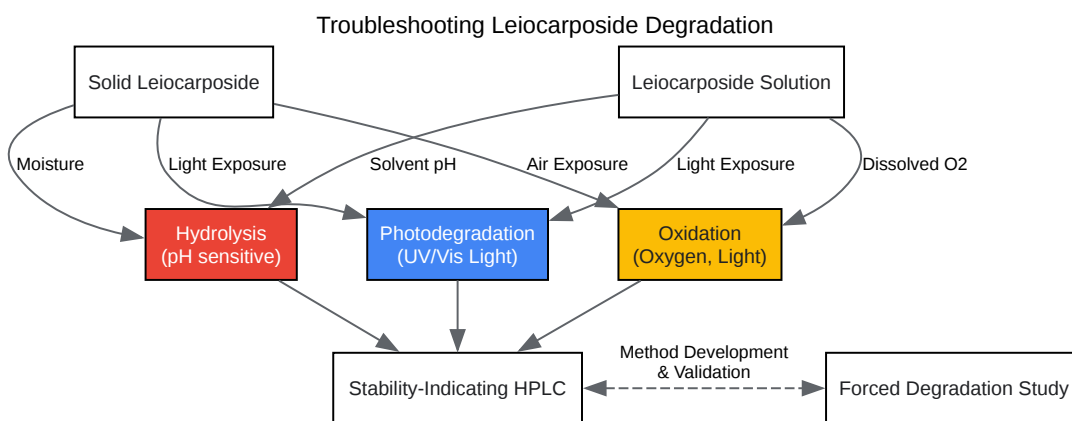 Troubleshooting Leiocarposide Degradation
Solid Leiocarposide
Leiocarposide Solution
Moisture
Light Exposure
Solvent pH
Air Exposure
Light Exposure
Dissolved O2
Hydrolysis
(pH sensitive)
Photodegradation
(UV/Vis Light)
Oxidation
(Oxygen, Light)
Method Development
& Validation
Stability-Indicating HPLC
Forced Degradation Study